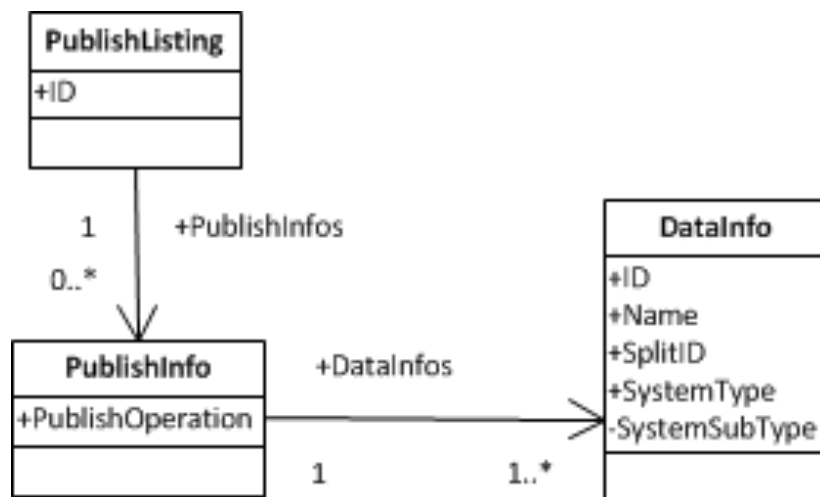 PublishListing
+ID
1 +PublishInfos
0..*
PublishInfo
+PublishOperation
+DataInfos
1 1..*
DataInfo
+ID
+Name
+SplitID
+SystemType
-SystemSubType